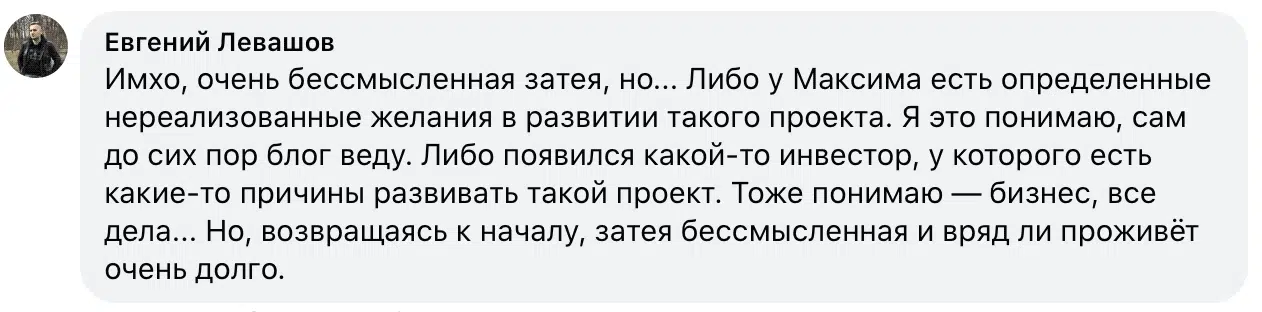 Евгений Левашов
Имхо, очень бессмысленная затея, но... Либо у Максима есть определенные
нереализованные желания в развитии такого проекта. Я это понимаю, сам
до сих пор блог веду. Либо появился какой-то инвестор, у которого есть
какие-то причины развивать такой проект. Тоже понимаю — бизнес, все
дела... Но, возвращаясь к началу, затея бессмысленная и вряд ли проживёт
очень долго.